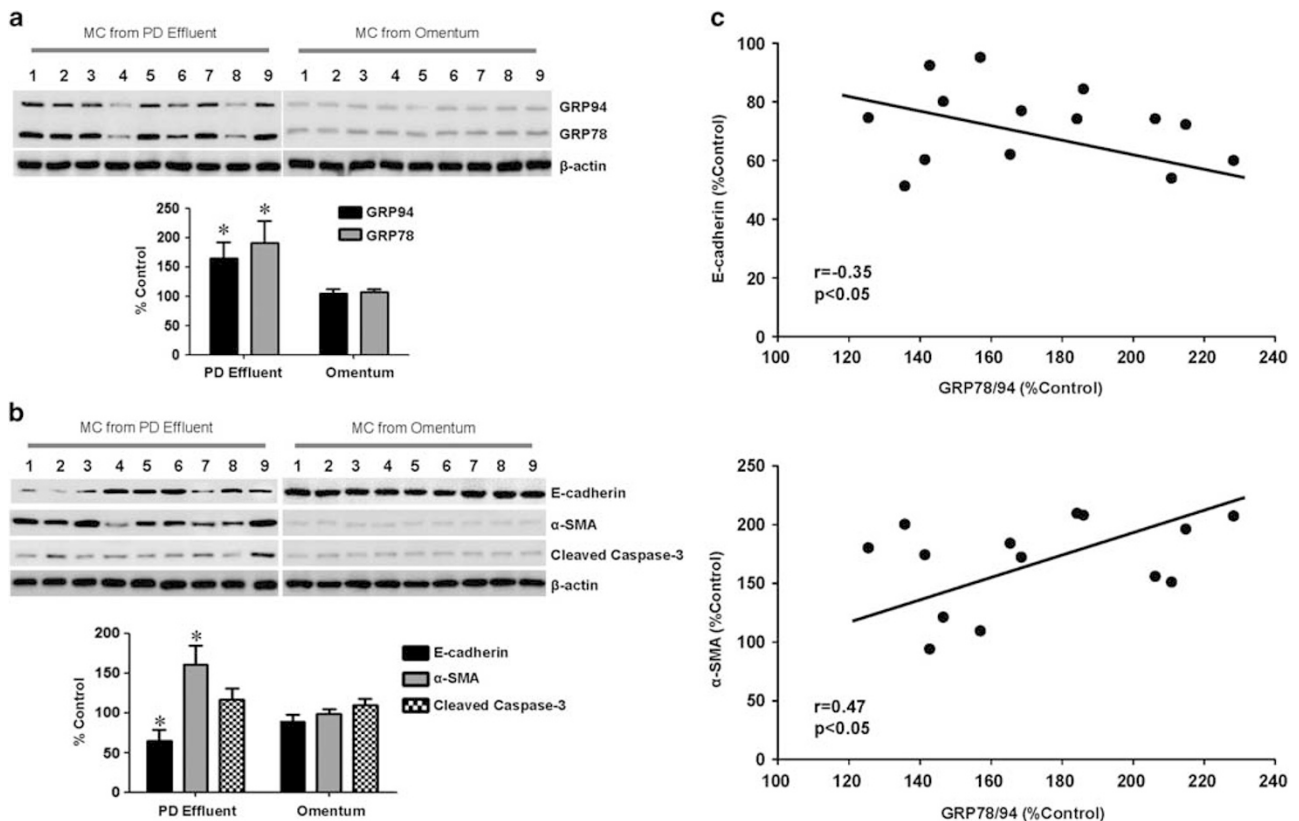 a
MC from PD Effluent MC from Omentum
1 2 3 4 5 6 7 8 9 1 2 3 4 5 6 7 8 9
GRP94
GRP78
β-actin
% Control
250
200
150
100
50
0
*
*
GRP94
GRP78
PD Effluent Omentum
b
MC from PD Effluent MC from Omentum
1 2 3 4 5 6 7 8 9 1 2 3 4 5 6 7 8 9
E-cadherin
α-SMA
Cleaved Caspase-3
β-actin
% Control
200
150
100
50
0
*
*
E-cadherin
α-SMA
Cleaved Caspase-3
PD Effluent Omentum
c
E-cadherin (%Control)
100
80
60
40
20
0
r=-0.35
p<0.05
100 120 140 160 180 200 220 240
GRP78/94 (%Control)
α-SMA (%Control)
250
200
150
100
50
0
r=0.47
p<0.05
100 120 140 160 180 200 220 240
GRP78/94 (%Control)